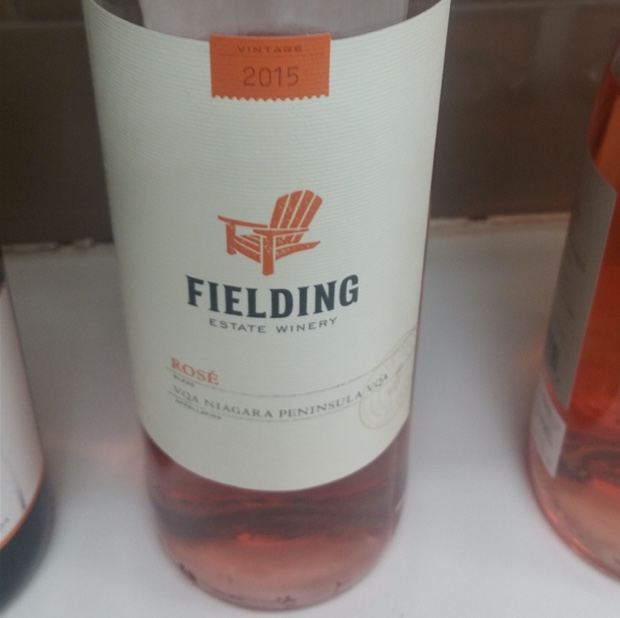 VINTAGE
2015
FIELDING
ESTATE WINERY
ROSÉ
VQA NIAGARA PENINSULA VQA